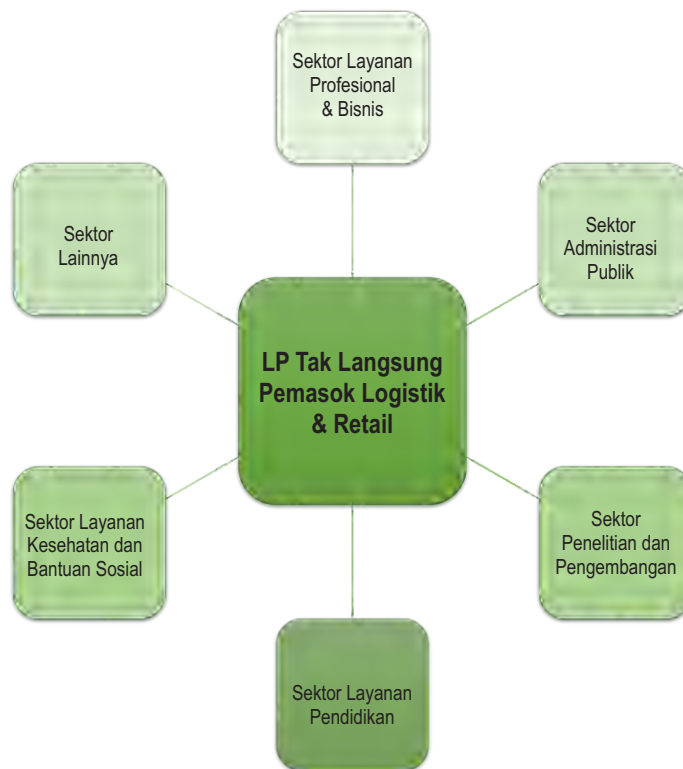 Sektor Layanan
Profesional
& Bisnis
Sektor
Lainnya
Sektor
Administrasi
Publik
LP Tak Langsung
Pemasok Logistik
& Retail
Sektor Layanan
Kesehatan dan
Bantuan Sosial
Sektor
Penelitian dan
Pengembangan
Sektor Layanan
Pendidikan